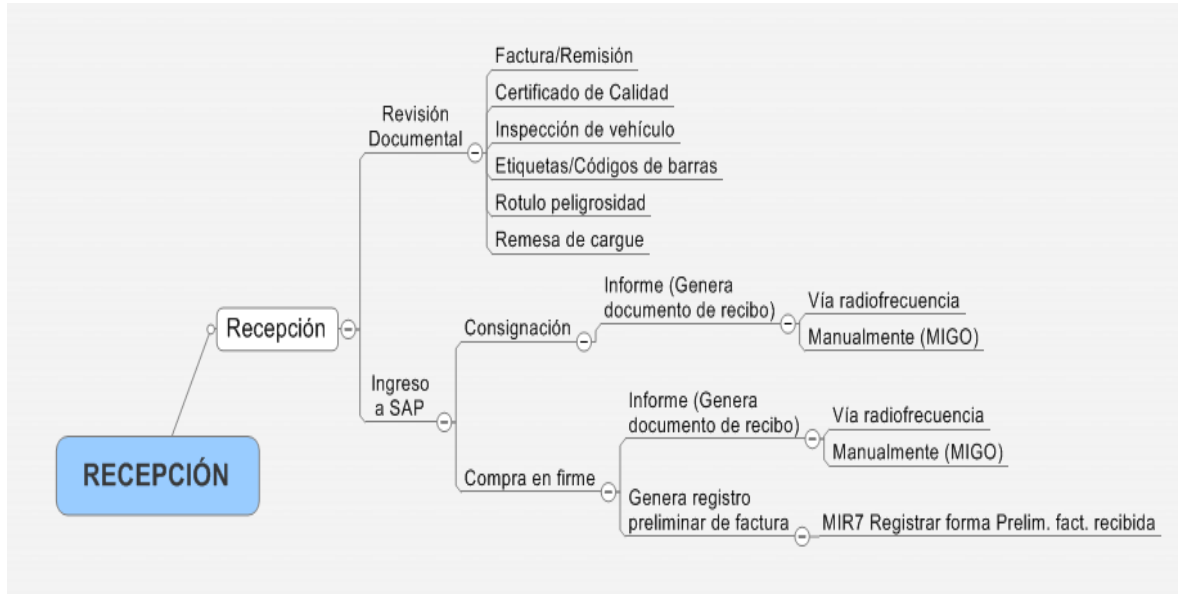 Factura/Remisión
Certificado de Calidad
Revisión
Documental
Inspección de vehículo
Etiquetas/Códigos de barras
Rotulo peligrosidad
Remesa de cargue
Recepción
Ingreso
a SAP
Consignación
Informe (Genera
documento de recibo)
Vía radiofrecuencia
Manualmente (MIGO)
Compra en firme
Informe (Genera
documento de recibo)
Vía radiofrecuencia
Manualmente (MIGO)
Genera registro
preliminar de factura
MIR7 Registrar forma Prelim. fact. recibida
RECEPCIÓN